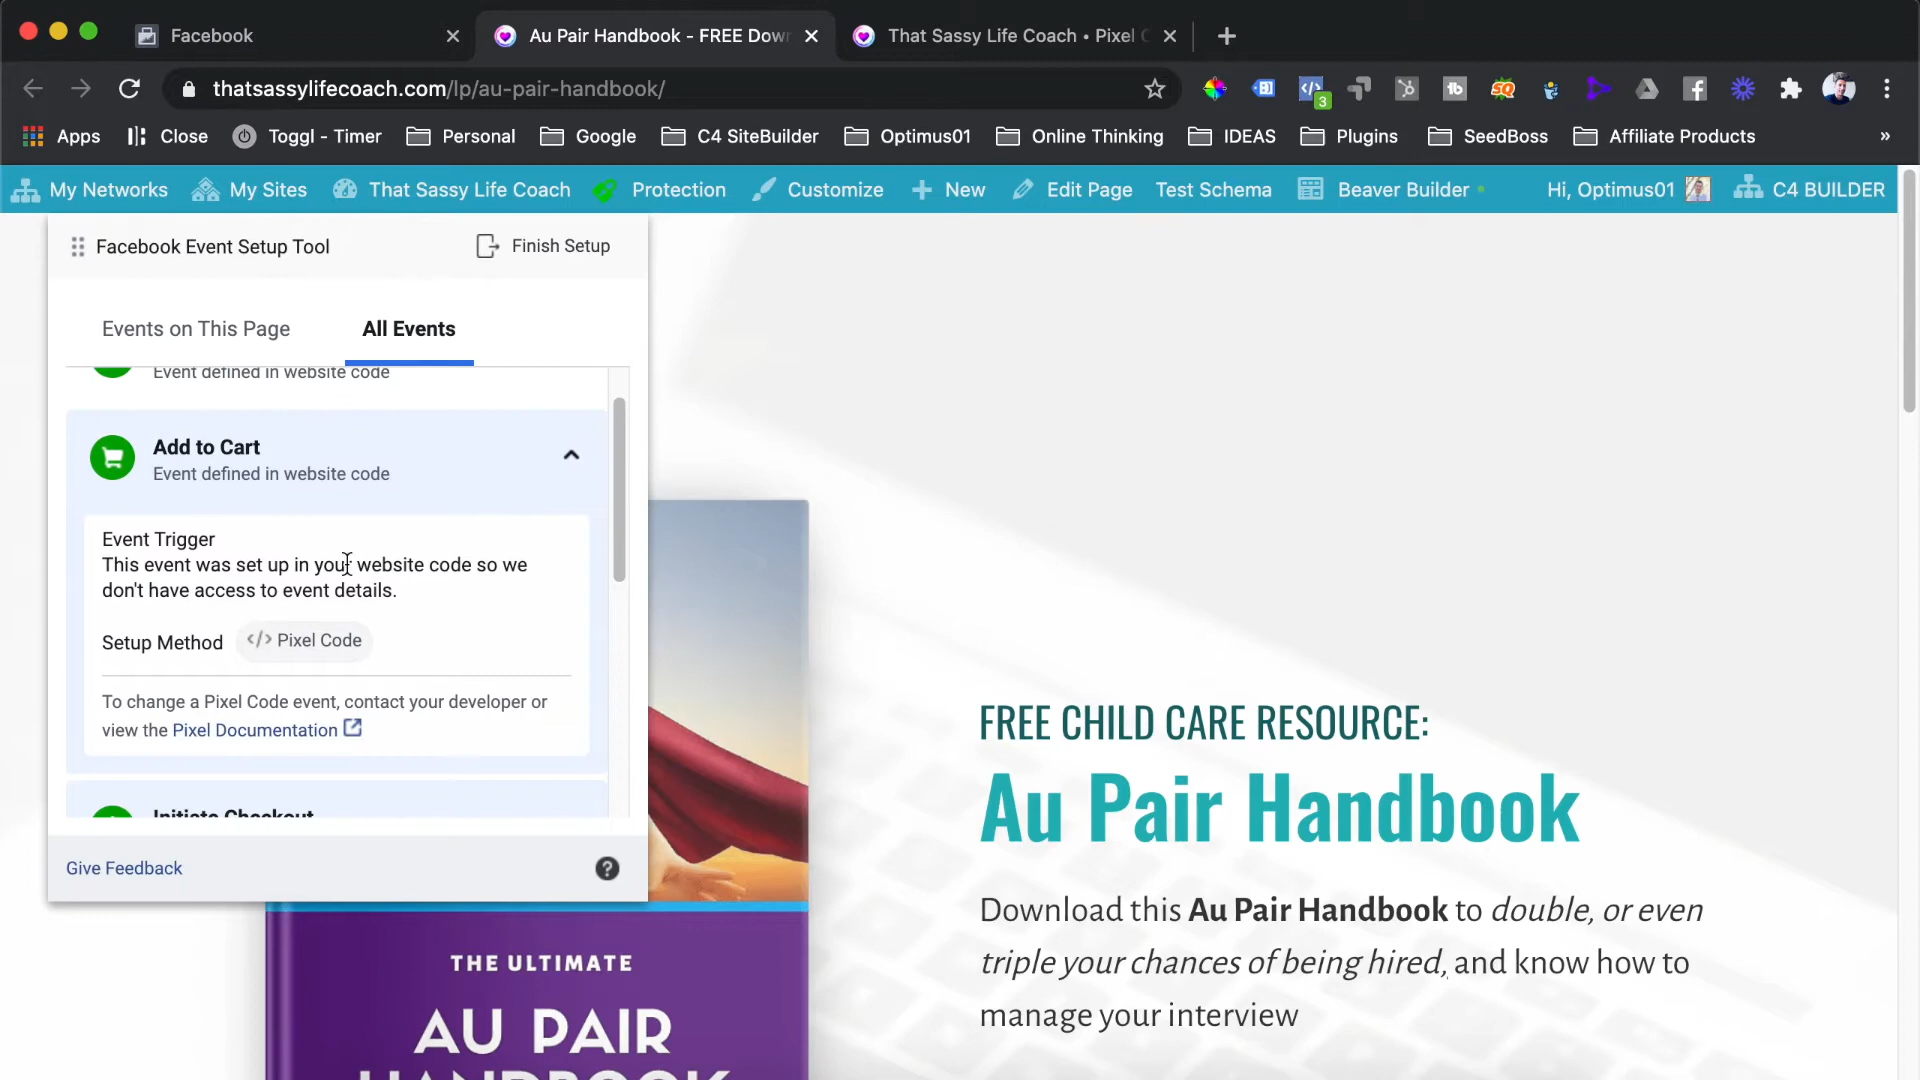 Facebook
Au Pair Handbook - FREE Dow
That Sassy Life Coach • Pixel
thatsassylifecoach.com/lp/au-pair-handbook/
3
Apps
Close
Toggl - Timer
Personal
Google
C4 SiteBuilder
Optimus01
Online Thinking
IDEAS
Plugins
SeedBoss
Affiliate Products
»
My Networks
My Sites
That Sassy Life Coach
Protection
Customize
New
Edit Page
Test Schema
Beaver Builder
Hi, Optimus01
C4 BUILDER
Facebook Event Setup Tool
Finish Setup
Events on This Page
All Events
Event defined in website code
Add to Cart
Event defined in website code
Event Trigger
This event was set up in your website code so we
don't have access to event details.
Setup Method
</> Pixel Code
To change a Pixel Code event, contact your developer or
view the Pixel Documentation
Initiate Checkout
Give Feedback
?
FREE CHILD CARE RESOURCE:
Au Pair Handbook
Download this Au Pair Handbook to double, or even
triple your chances of being hired, and know how to
manage your interview
THE ULTIMATE
AU PAIR
HANDBOOK